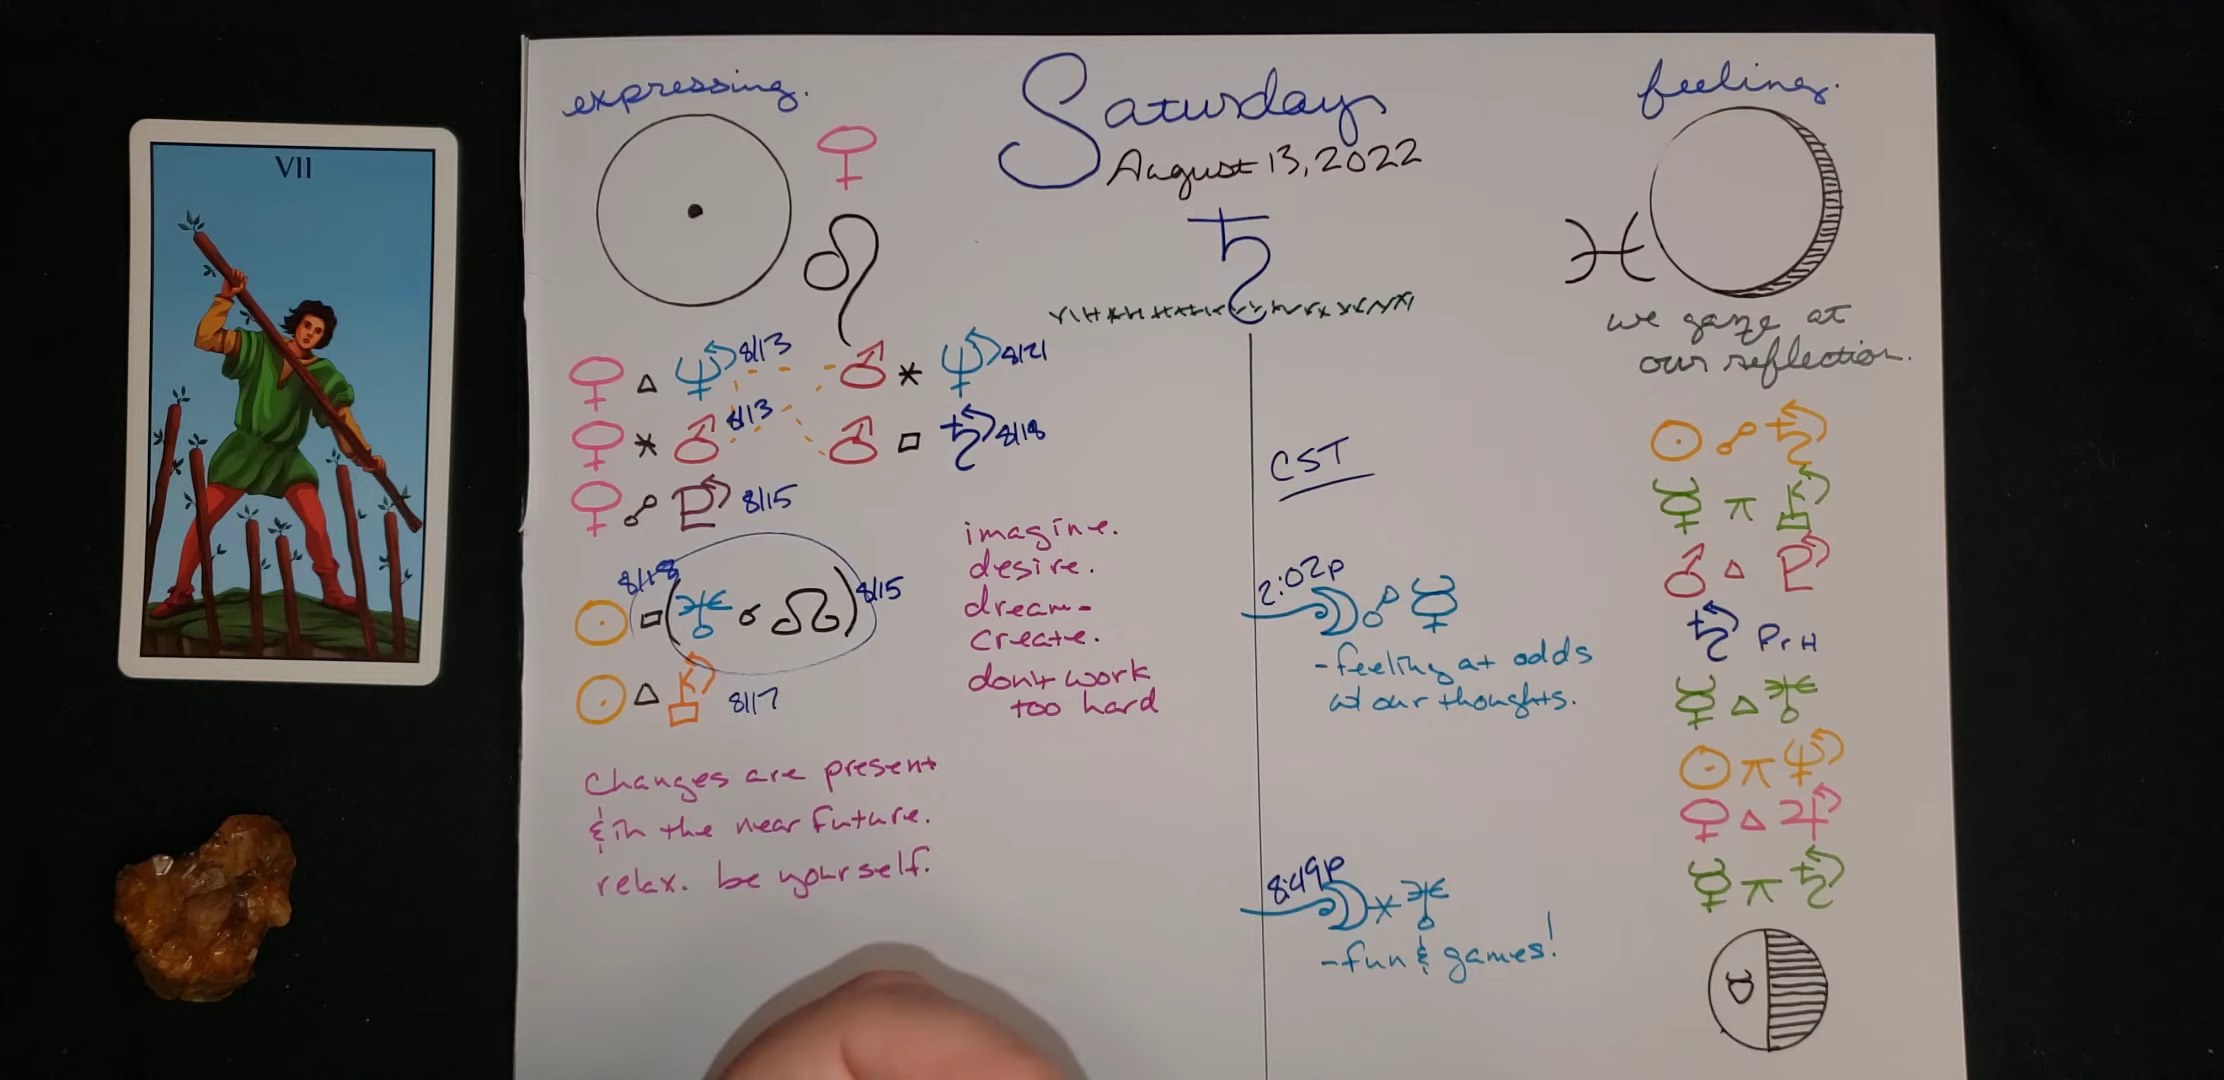 VII
expressing.
Saturday
August 13, 2022
feeling.
we gaze at
our reflection.
♀ △ ♆ 8/13
♂ ⚹ ♆ 8/21
♀ ⚹ ♂ 8/13
♂ □ ♄ 8/18
♀ ☍ ♇ 8/15
8/18 8/15
☉ □ (♅ ☌ ☊)
☉ △ ⚷ 8/17
imagine.
desire.
dream-
create.
don't work
too hard
changes are present
& in the near future.
relax. be yourself.
CST
2:02p
☽ ☍ ☿
-feeling at odds
w/ our thoughts.
8:49p
☽ ⚹ ♅
-fun & games!
☉ ☍ ♄
☿ ⚻ ⚷
♂ △ ♇
♄ Pr H
☿ △ ♅
☉ ⚻ ♆
♀ △ ♃
☿ ⚻ ♄
♉